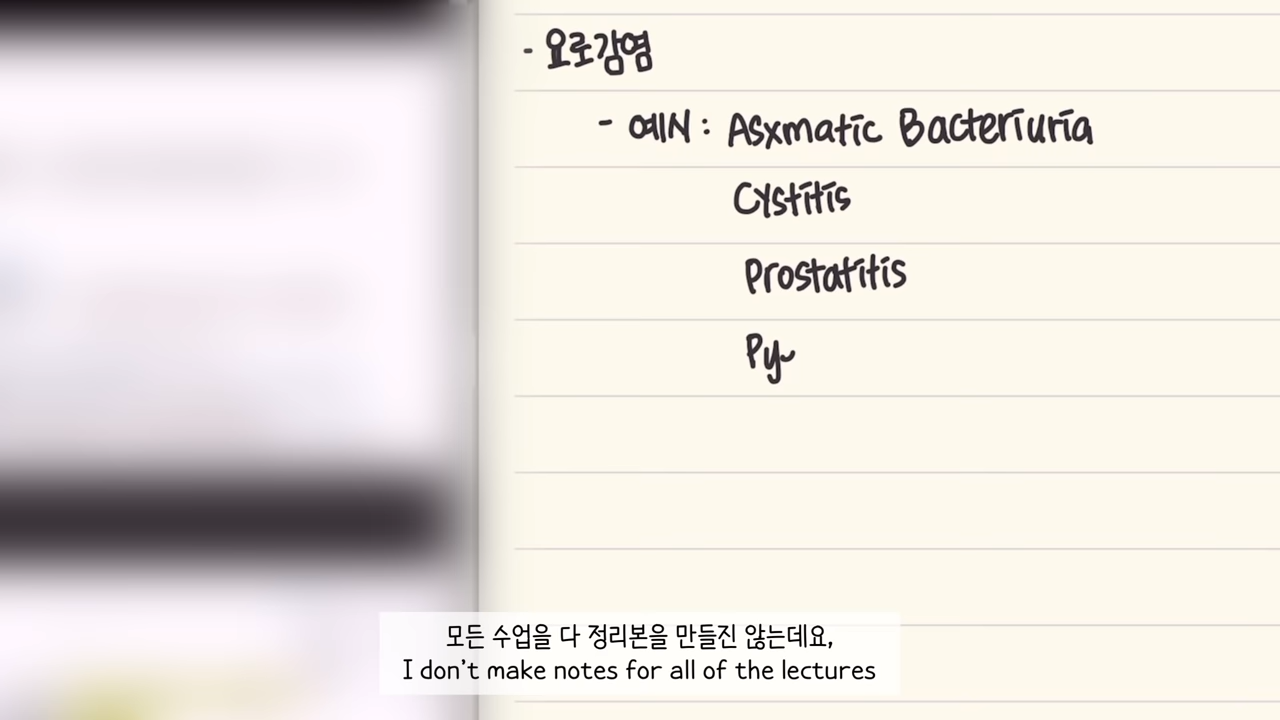 - 요로감염
- 예시 : Asxmatic Bacteriuria
Cystitis
Prostatitis
Py
모든 수업을 다 정리본을 만들진 않는데요,
I don't make notes for all of the lectures